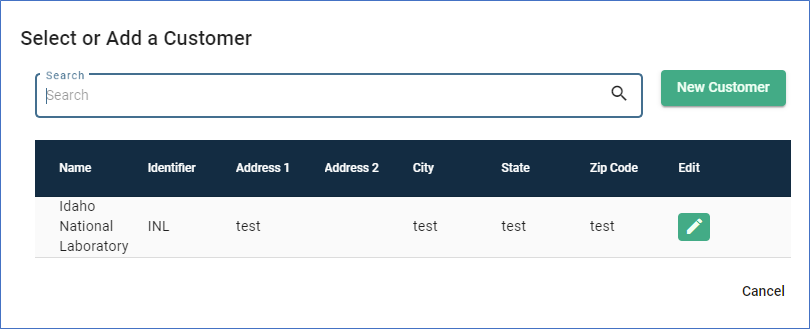 Select or Add a Customer
Search
Search
New Customer
Name Identifier Address 1 Address 2 City State Zip Code Edit
Idaho
National
Laboratory
INL test test test test
Cancel